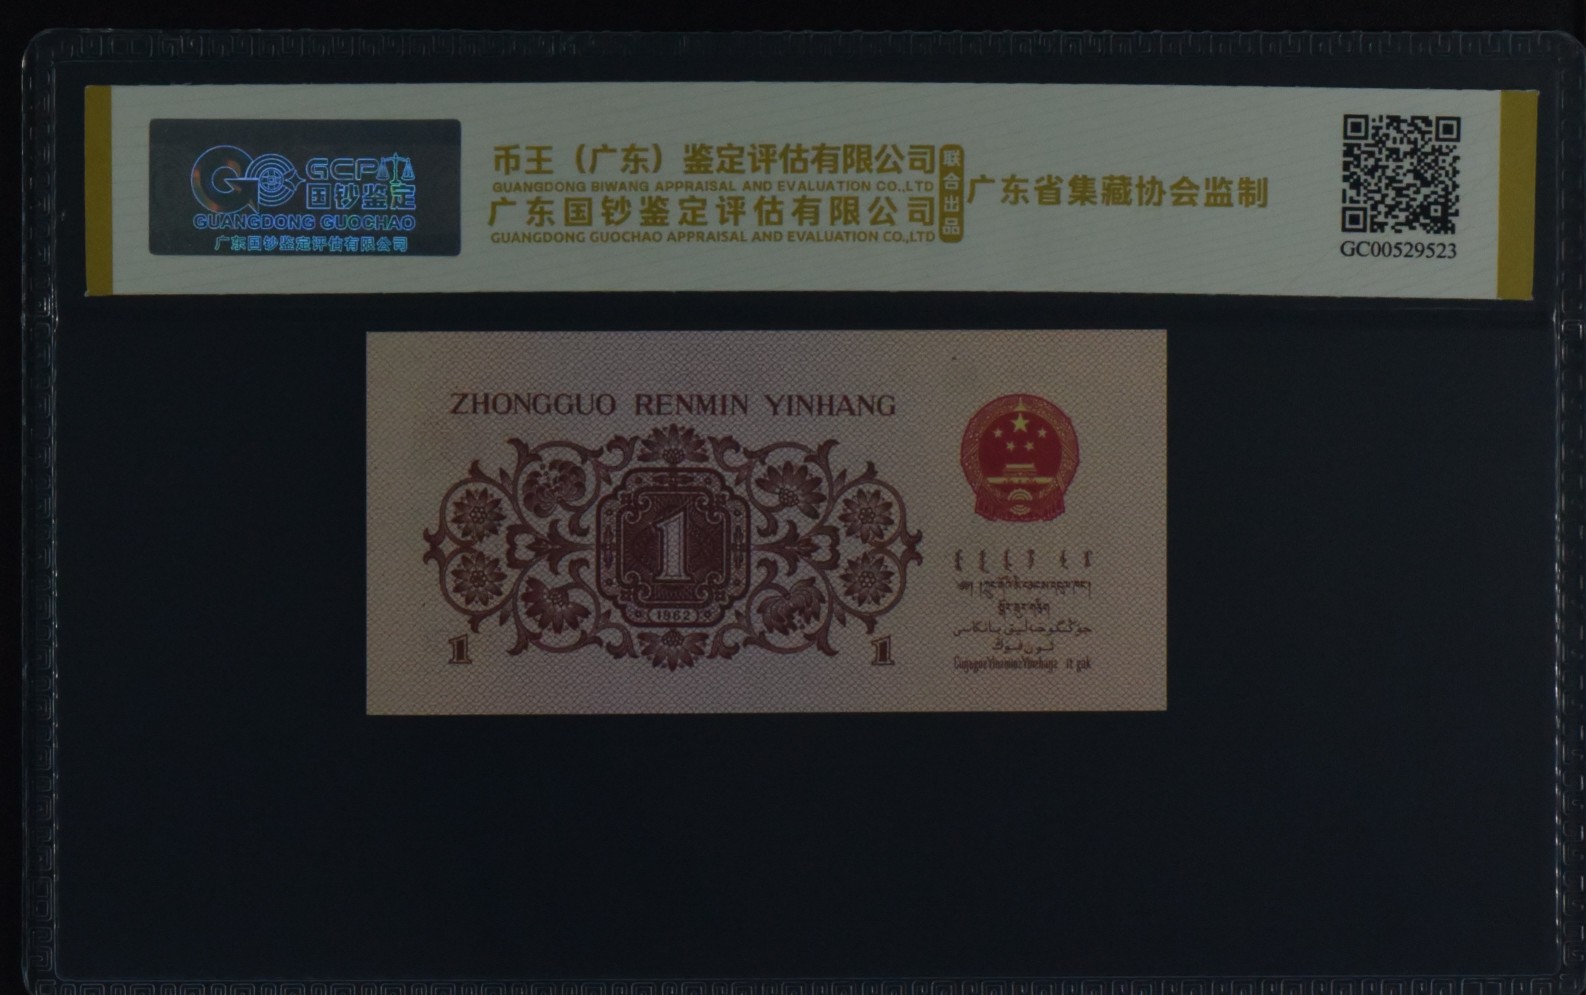 GCP
国钞鉴定
GUANGDONG GUOCHAO
广东国钞鉴定评估有限公司
币王（广东）鉴定评估有限公司
GUANGDONG BIWANG APPRAISAL AND EVALUATION CO.,LTD
广东国钞鉴定评估有限公司
GUANGDONG GUOCHAO APPRAISAL AND EVALUATION CO.,LTD
联合出品
广东省集藏协会监制
GC00529523
ZHONGGUO RENMIN YINHANG
1
(1962)
1
1